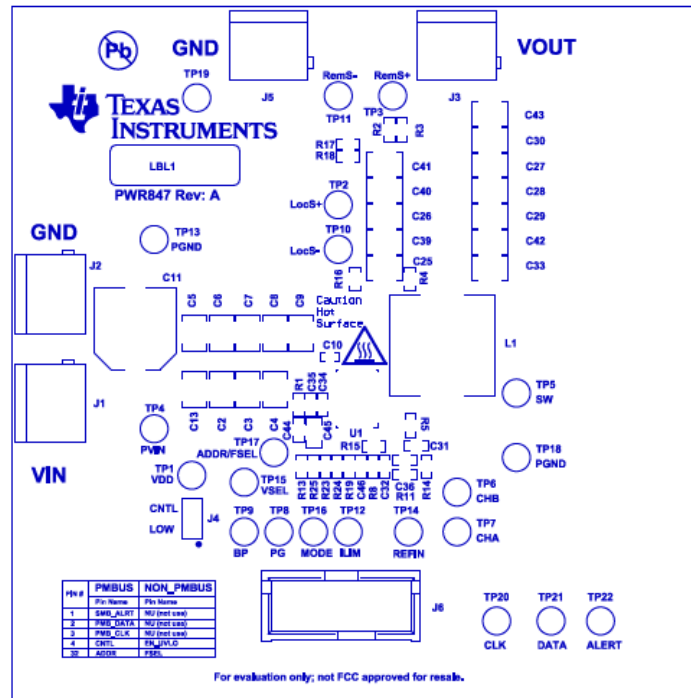 Pb
GND
VOUT
TP19
J5
RemS-
RemS+
J3
TP11
TP3
TEXAS
INSTRUMENTS
R2
R3
C43
R17
R18
C30
LBL1
C41
C27
PWR847 Rev: A
TP2
C40
C28
LocS+
C26
C29
GND
TP13
PGND
TP10
LocS-
C39
C42
C25
C33
J2
C11
R16
R4
C5
C6
C7
C8
C9
Caution
Hot
Surface
C10
L1
J1
TP4
PVIN
R1
C35
C34
TP5
SW
C13
C2
C3
C4
C44
C45
U1
R5
TP17
ADDR/FSEL
R15
C31
TP18
PGND
VIN
TP1
VDD
TP15
VSEL
R13
R25
R23
R24
R19
C46
R8
C32
C36
R11
R14
TP6
CHB
CNTL
LOW
J4
TP9
BP
TP8
PG
TP16
MODE
TP12
ILIM
TP14
REFIN
TP7
CHA
PIN # PMBUS NON_PMBUS
Pin Name Pin Name
1 SMB_ALRT NU (not use)
2 PMB_DATA NU (not use)
3 PMB_CLK NU (not use)
4 CNTL EN_UVLO
32 ADDR FSEL
J6
TP20
CLK
TP21
DATA
TP22
ALERT
For evaluation only; not FCC approved for resale.